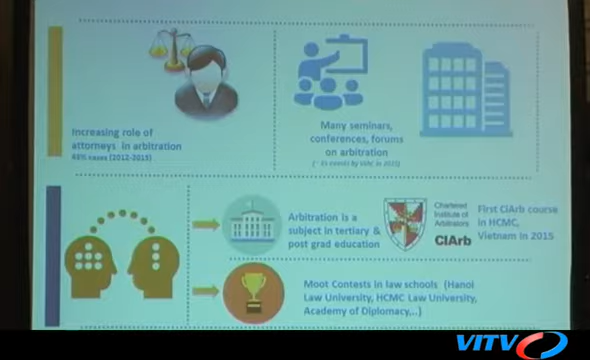 Increasing role of
attorneys in arbitration
Many seminars,
conferences, forums
on arbitration
Arbitration is a
subject in tertiary &
post grad education
Chartered
Institute of
Arbitrators
CIArb
First CIArb course
in HCMC,
Vietnam in 2015
Moot Contests in law schools (Hanoi
Law University, HCMC Law University,
Academy of Diplomacy,..)
VITV